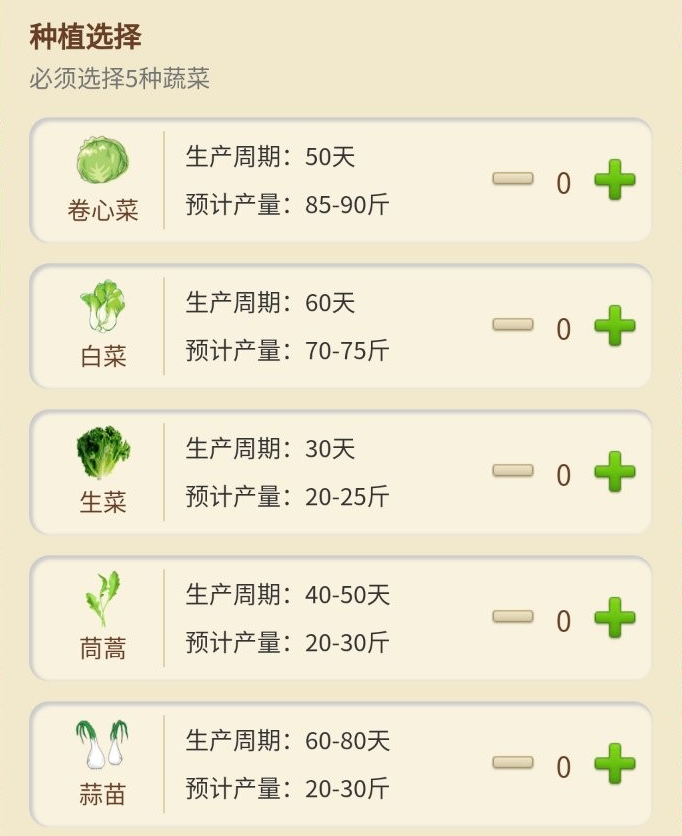 种植选择
必须选择5种蔬菜
生产周期：50天
预计产量：85-90斤
卷心菜
0
生产周期：60天
预计产量：70-75斤
白菜
0
生产周期：30天
预计产量：20-25斤
生菜
0
生产周期：40-50天
预计产量：20-30斤
茼蒿
0
生产周期：60-80天
预计产量：20-30斤
蒜苗
0